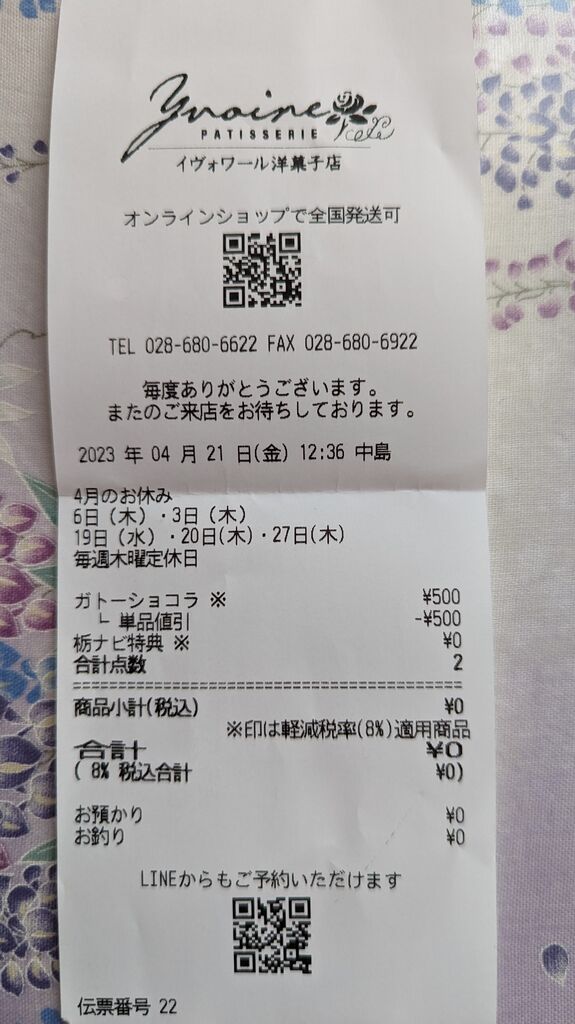 Yvoire
PATISSERIE
イヴォワール洋菓子店
オンラインショップで全国発送可
TEL 028-680-6622 FAX 028-680-6922
毎度ありがとうございます。
またのご来店をお待ちしております。
2023 年 04 月 21 日(金) 12:36 中島
4月のお休み
6日（木）・3日（木）
19日（水）・20日(木)・27日(木)
毎週木曜定休日
ガトーショコラ ※ ¥500
└ 単品値引 -¥500
栃ナビ特典 ※ ¥0
合計点数 2
商品小計(税込) ¥0
※印は軽減税率(8%)適用商品
合計 ¥0
( 8% 税込合計 ¥0)
お預かり ¥0
お釣り ¥0
LINEからもご予約いただけます
伝票番号 22